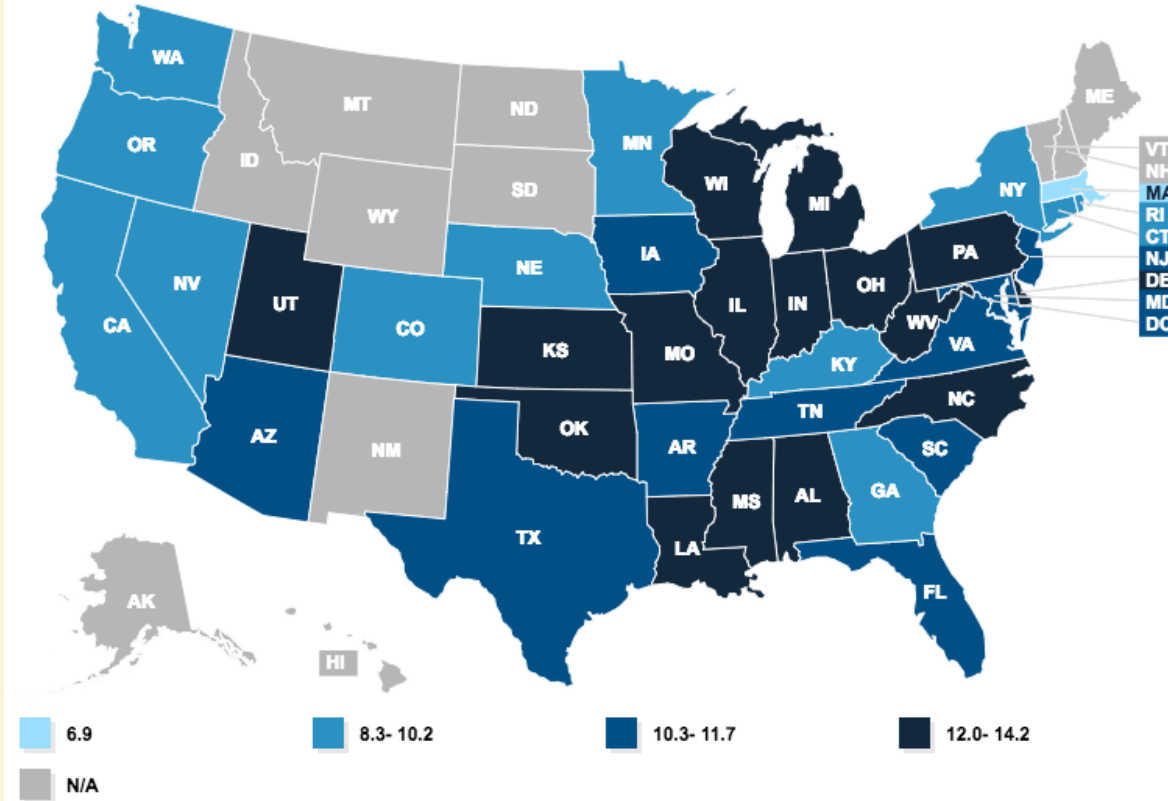 WA
MT
ND
MN
ME
OR
ID
SD
WI
MI
NY
VT
NH
MA
RI
CT
NJ
DE
MD
DC
WY
IA
PA
NE
NV
UT
CO
IL
IN
OH
WV
VA
CA
KS
MO
KY
NC
TN
AZ
NM
OK
AR
SC
MS
AL
GA
TX
LA
FL
AK
HI
6.9
8.3- 10.2
10.3- 11.7
12.0- 14.2
N/A